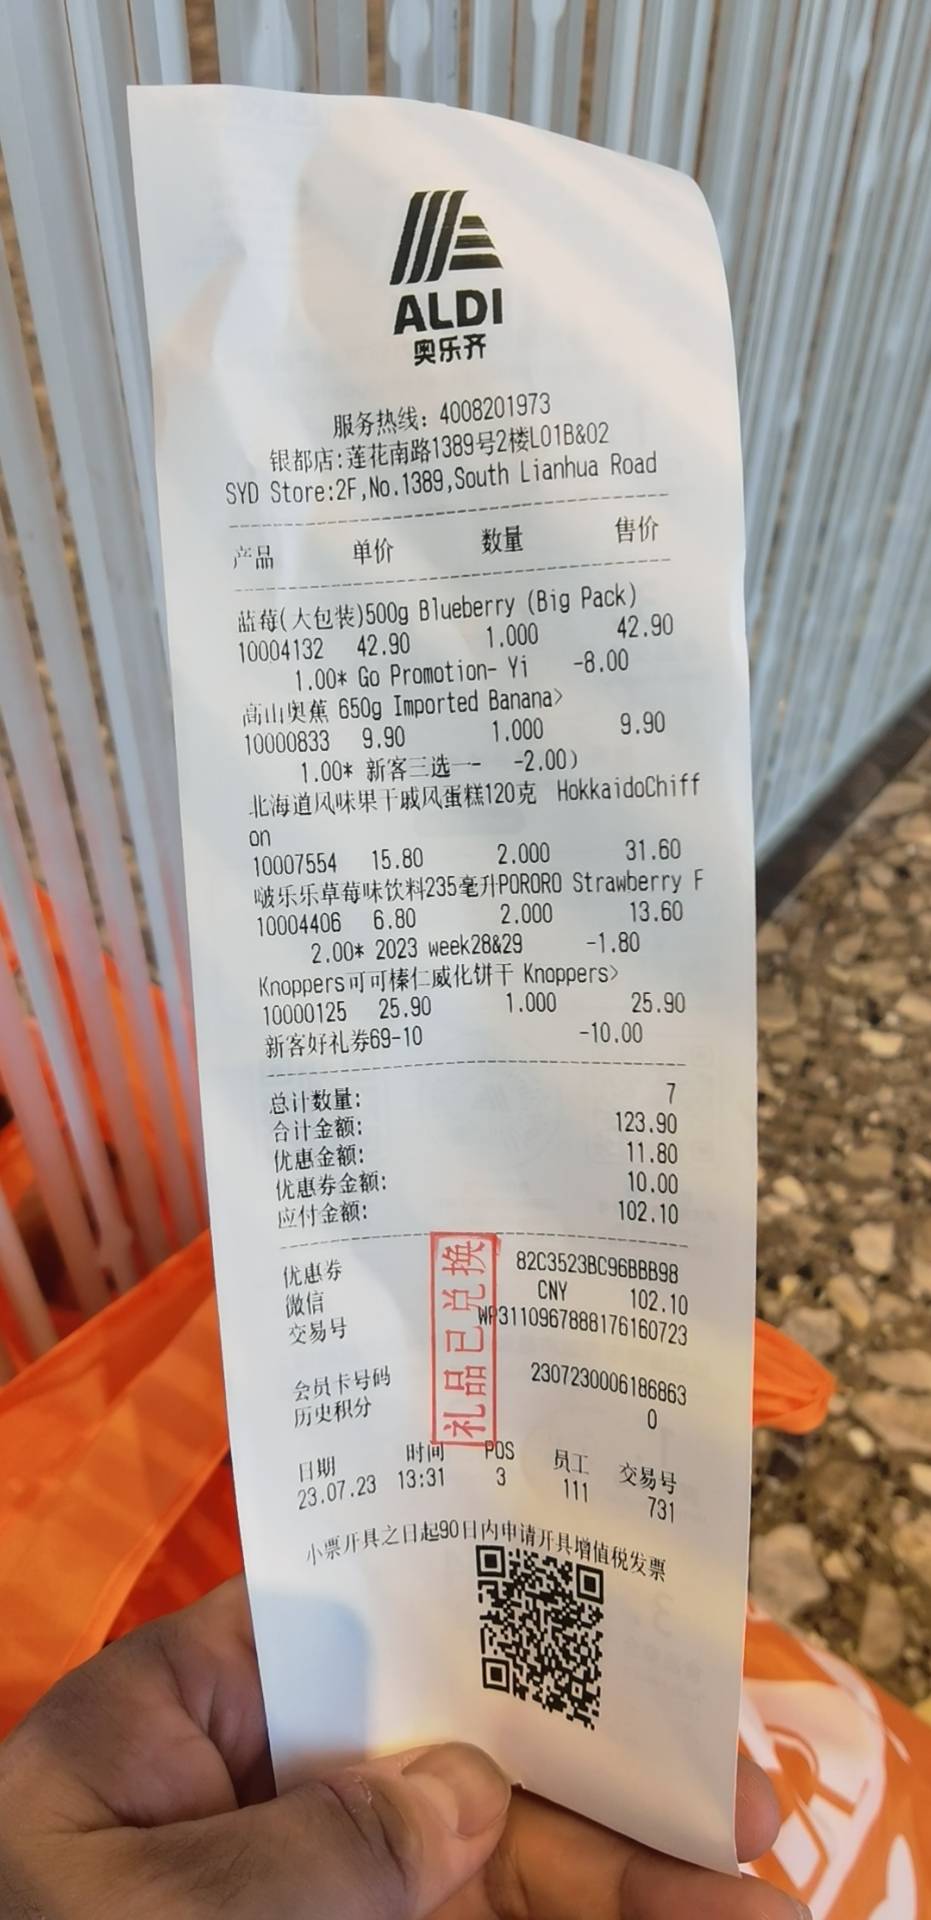 ALDI
奥乐齐
服务热线: 4008201973
银都店:莲花南路1389号2楼L01B&02
SYD Store:2F,No.1389,South Lianhua Road
产品 单价 数量 售价
蓝莓(大包装)500g Blueberry (Big Pack)
10004132 42.90 1.000 42.90
1.00* Go Promotion- Yi -8.00
高山奥蕉 650g Imported Banana>
10000833 9.90 1.000 9.90
1.00* 新客三选一- -2.00)
北海道风味果干戚风蛋糕120克 HokkaidoChiff
on
10007554 15.80 2.000 31.60
啵乐乐草莓味饮料235毫升PORORO Strawberry F
10004406 6.80 2.000 13.60
2.00* 2023 week28&29 -1.80
Knoppers可可榛仁威化饼干 Knoppers>
10000125 25.90 1.000 25.90
新客好礼券69-10 -10.00
总计数量: 7
合计金额: 123.90
优惠金额: 11.80
优惠券金额: 10.00
应付金额: 102.10
优惠券 82C3523BC96BBB98
微信 CNY 102.10
交易号 WP31109678881761607​23
礼品已兑换
会员卡号码 2307230006186863
历史积分 0
日期 时间 POS 员工 交易号
23.07.23 13:31 3 111 731
小票开具之日起90日内申请开具增值税发票